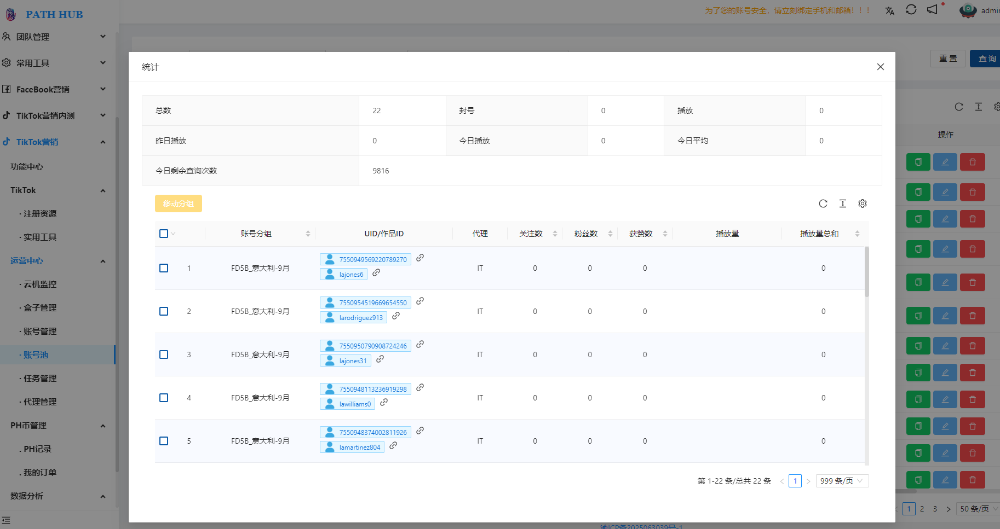 PATH HUB
为了您的账号安全，请立刻绑定手机和邮箱！！！
admin
团队管理
常用工具
FaceBook营销
TikTok营销内测
TikTok营销
功能中心
TikTok
· 注册资源
· 实用工具
运营中心
· 云机监控
· 盒子管理
· 账号管理
· 账号池
· 任务管理
· 代理管理
PH币管理
. PH记录
. 我的订单
数据分析
重 置
查 询
操作
统计
总数 22 封号 0 播放 0
昨日播放 0 今日播放 0 今日平均 0
今日剩余查询次数 9816
移动分组
账号分组 UID/作品ID 代理 关注数 粉丝数 获赞数 播放量 播放量总和
1 FD5B_意大利-9月 7550949569220789270 IT 0 0 0 0
lajones6
2 FD5B_意大利-9月 7550954519669654550 IT 0 0 0 0
larodriguez913
3 FD5B_意大利-9月 7550950790908724246 IT 0 0 0 0
lajones31
4 FD5B_意大利-9月 7550948113236919298 IT 0 0 0 0
lawilliams0
5 FD5B_意大利-9月 7550948374002811926 IT 0 0 0 0
lamartinez804
第 1-22 条/总共 22 条 1 999 条/页
1 2 3 50 条/页
渝ICP备2025063039号-1